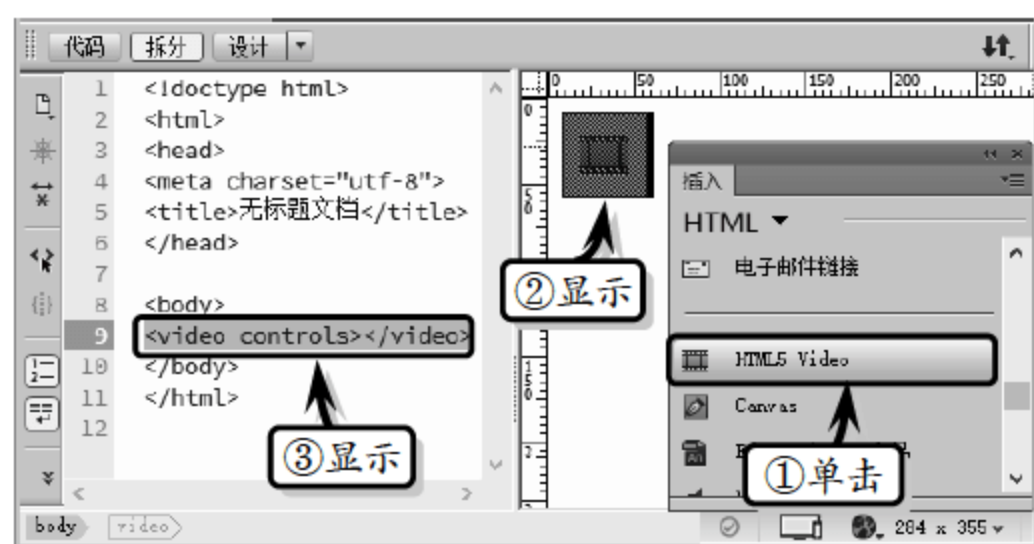 代码 拆分 设计
1 <!doctype html>
2 <html>
3 <head>
4 <meta charset="utf-8">
5 <title>无标题文档</title>
6 </head>
7
8 <body>
9 <video controls></video>
10 </body>
11 </html>
12
0 50 100 150 200 250
0
50
150
②显示
③显示
插入
HTML
电子邮件链接
HTML5 Video
Canvas
①单击
body video
284 x 355